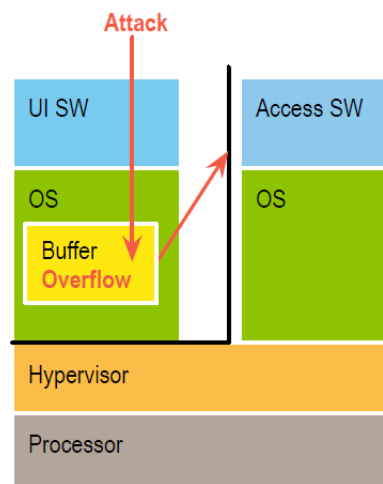 Attack
UI SW
Access SW
OS
OS
Buffer
Overflow
Hypervisor
Processor